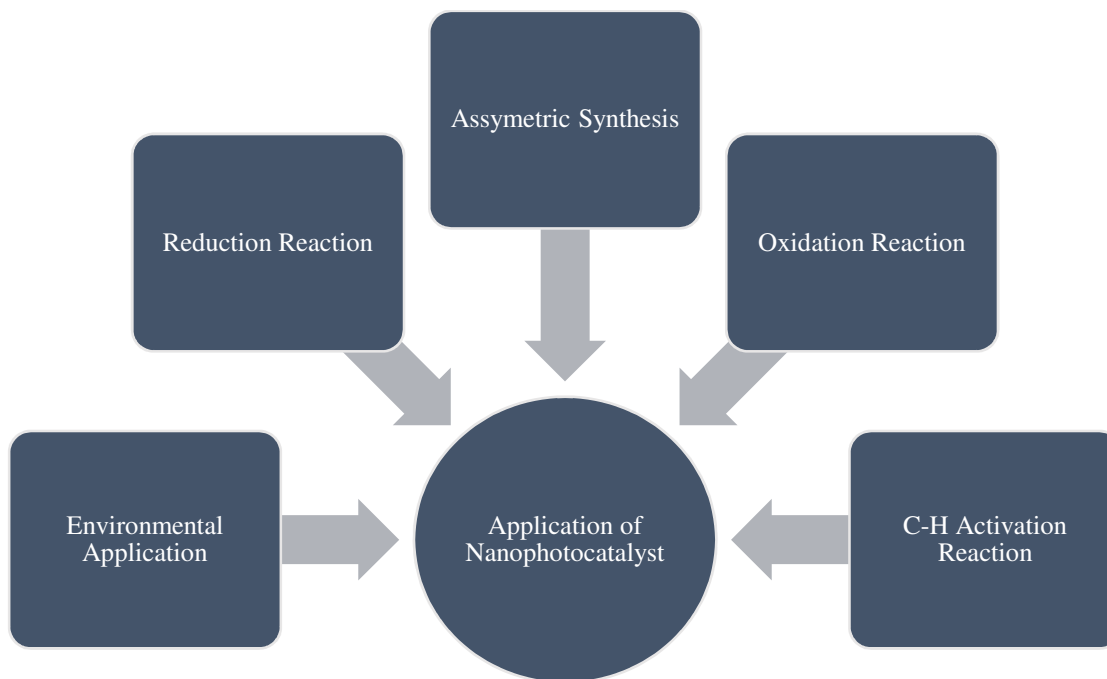 Assymetric Synthesis
Reduction Reaction
Oxidation Reaction
Environmental
Application
Application of
Nanophotocatalyst
C-H Activation
Reaction